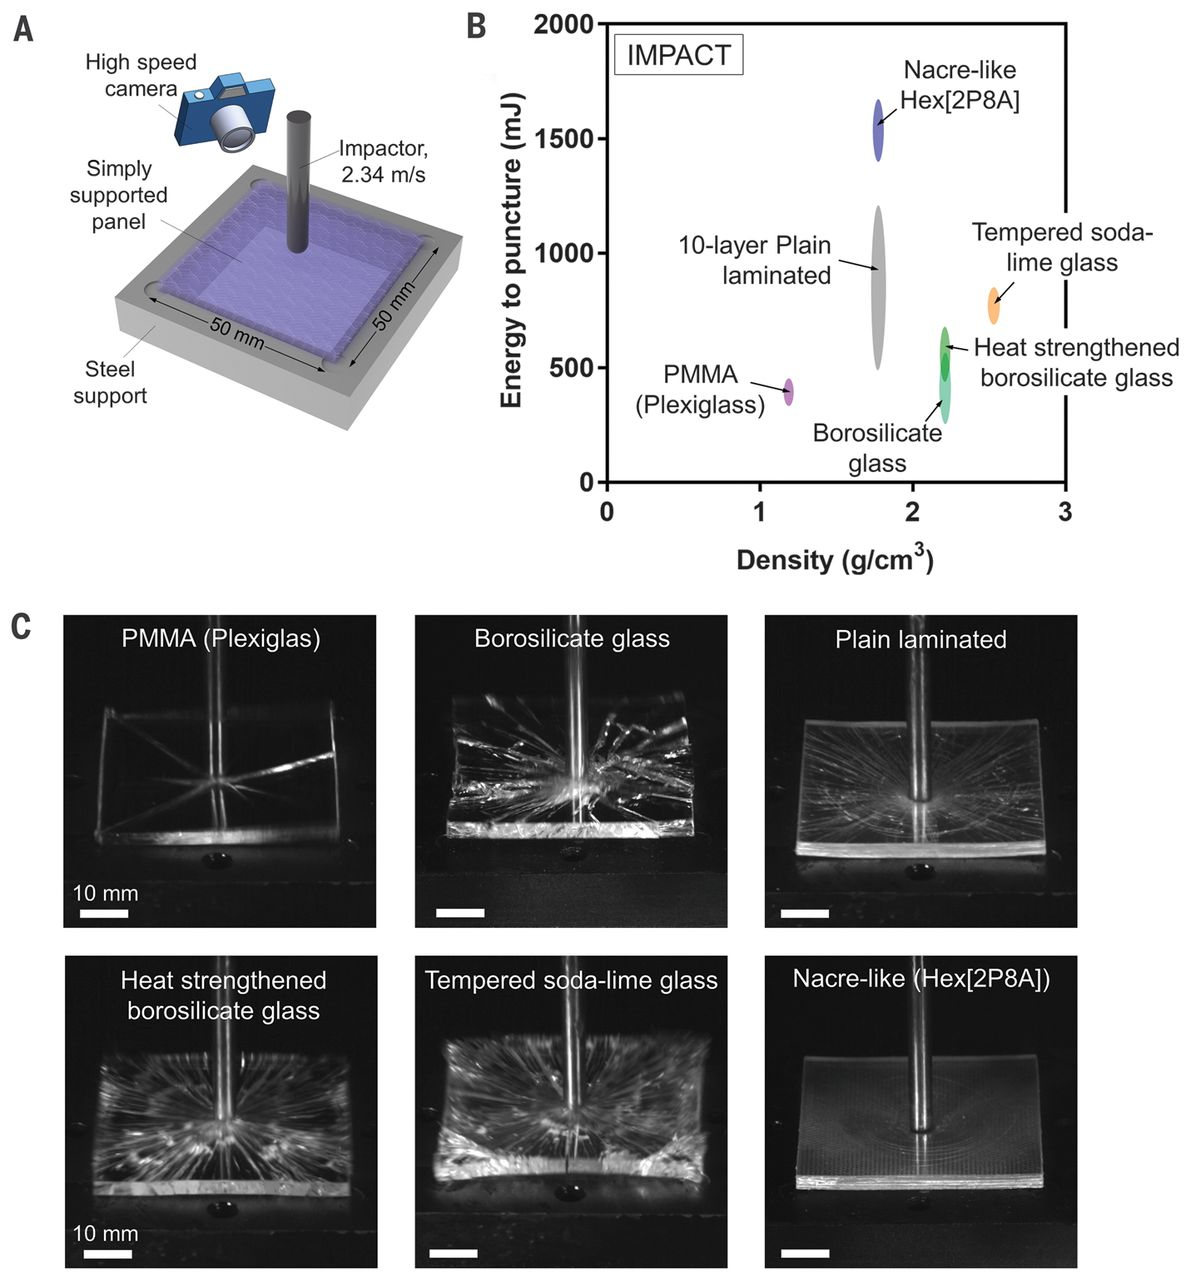 A
High speed
camera
Simply
supported
panel
Impactor,
2.34 m/s
50 mm
50 mm
Steel
support
B
IMPACT
Energy to puncture (mJ)
2000
1500
1000
500
0
0
1
2
3
Density (g/cm³)
Nacre-like
Hex[2P8A]
10-layer Plain
laminated
Tempered soda-
lime glass
Heat strengthened
borosilicate glass
PMMA
(Plexiglass)
Borosilicate
glass
C
PMMA (Plexiglas)
10 mm
Borosilicate glass
Plain laminated
Heat strengthened
borosilicate glass
10 mm
Tempered soda-lime glass
Nacre-like (Hex[2P8A])